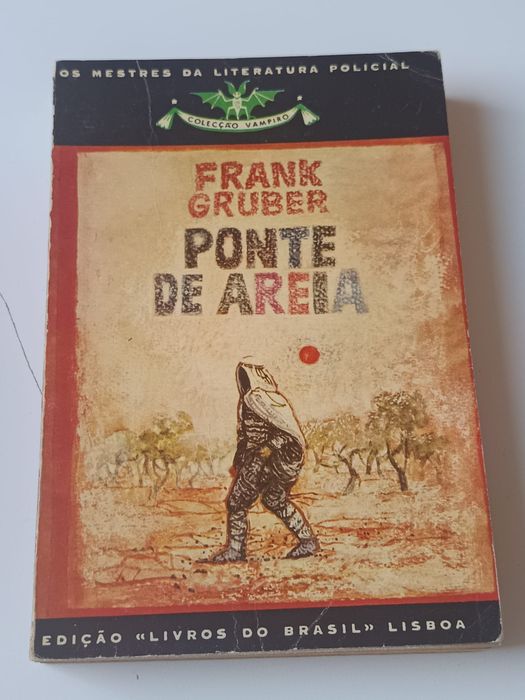 OS MESTRES DA LITERATURA POLICIAL
COLECÇÃO VAMPIRO
FRANK
GRUBER
PONTE
DE AREIA
EDIÇÃO «LIVROS DO BRASIL» LISBOA